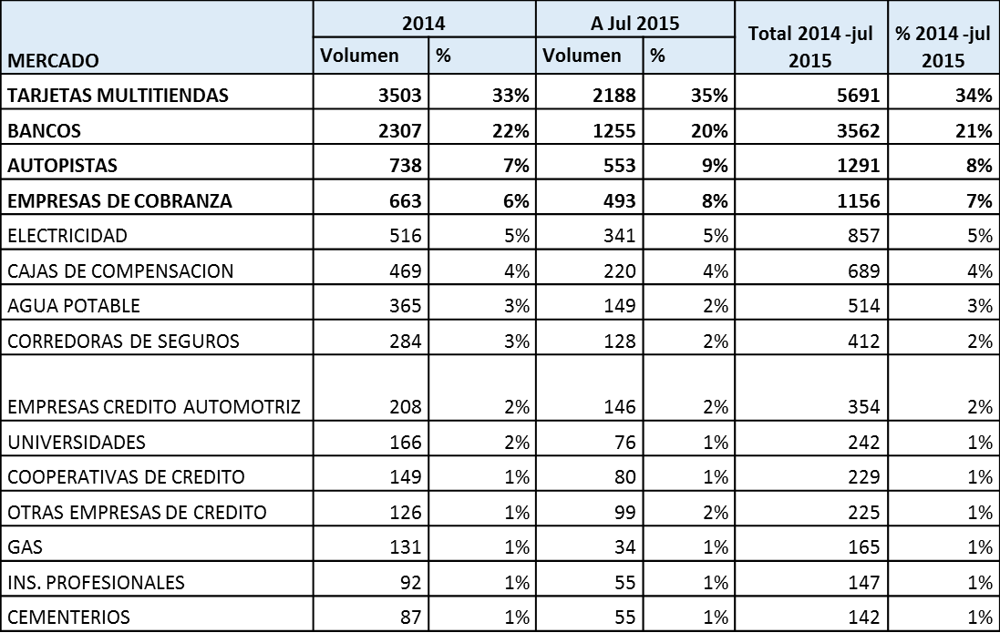 MERCADO 2014 A Jul 2015 Total 2014 -jul 2015 % 2014 -jul 2015
Volumen % Volumen %
TARJETAS MULTITIENDAS 3503 33% 2188 35% 5691 34%
BANCOS 2307 22% 1255 20% 3562 21%
AUTOPISTAS 738 7% 553 9% 1291 8%
EMPRESAS DE COBRANZA 663 6% 493 8% 1156 7%
ELECTRICIDAD 516 5% 341 5% 857 5%
CAJAS DE COMPENSACION 469 4% 220 4% 689 4%
AGUA POTABLE 365 3% 149 2% 514 3%
CORREDORAS DE SEGUROS 284 3% 128 2% 412 2%
EMPRESAS CREDITO AUTOMOTRIZ 208 2% 146 2% 354 2%
UNIVERSIDADES 166 2% 76 1% 242 1%
COOPERATIVAS DE CREDITO 149 1% 80 1% 229 1%
OTRAS EMPRESAS DE CREDITO 126 1% 99 2% 225 1%
GAS 131 1% 34 1% 165 1%
INS. PROFESIONALES 92 1% 55 1% 147 1%
CEMENTERIOS 87 1% 55 1% 142 1%